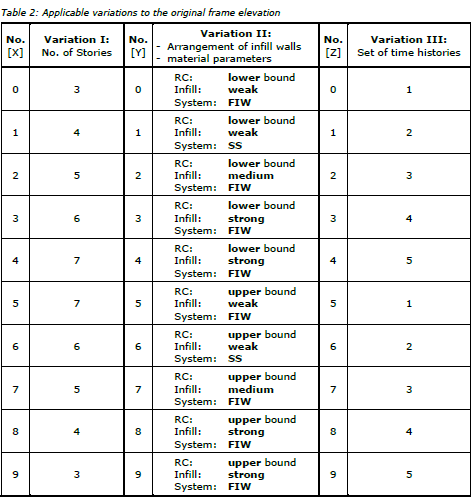 Table 2: Applicable variations to the original frame elevation
No. [X] Variation I: No. of Stories No. [Y] Variation II: - Arrangement of infill walls - material parameters No. [Z] Variation III: Set of time histories
RC: lower bound
0 3 0 Infill: weak 0 1
System: FIW
RC: lower bound
1 4 1 Infill: weak 1 2
System: SS
RC: lower bound
2 5 2 Infill: medium 2 3
System: FIW
RC: lower bound
3 6 3 Infill: strong 3 4
System: FIW
RC: lower bound
4 7 4 Infill: strong 4 5
System: FIW
RC: upper bound
5 7 5 Infill: weak 5 1
System: FIW
RC: upper bound
6 6 6 Infill: weak 6 2
System: SS
RC: upper bound
7 5 7 Infill: medium 7 3
System: FIW
RC: upper bound
8 4 8 Infill: strong 8 4
System: FIW
RC: upper bound
9 3 9 Infill: strong 9 5
System: FIW